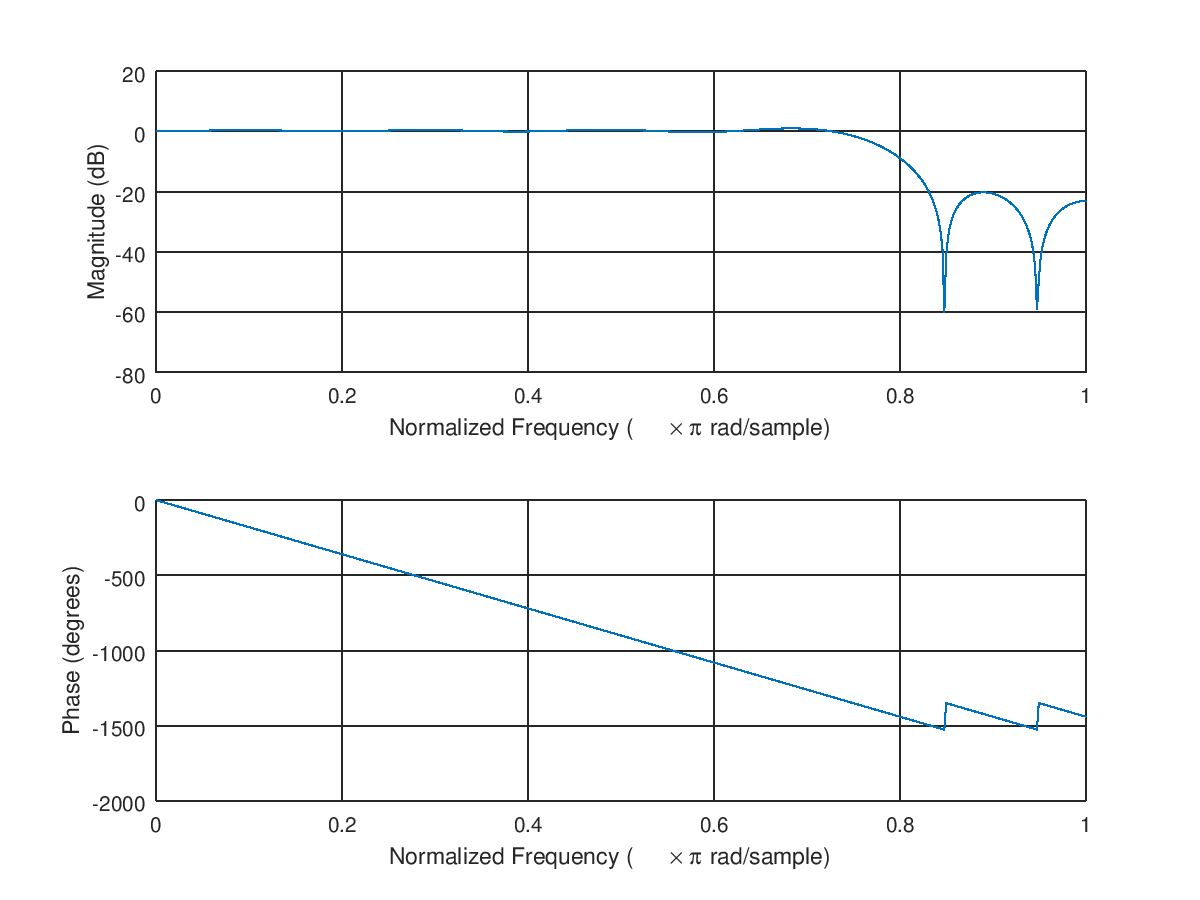 20
0
-20
-40
-60
-80
Magnitude (dB)
0 0.2 0.4 0.6 0.8 1
Normalized Frequency ( × π rad/sample)
0
-500
-1000
-1500
-2000
Phase (degrees)
0 0.2 0.4 0.6 0.8 1
Normalized Frequency ( × π rad/sample)